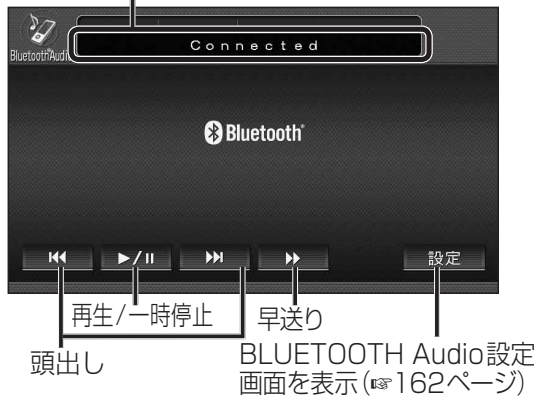 Connected
Bluetooth Audio
Bluetooth®
⏮ ▶/II ⏭ ▶▶ 設定
再生/一時停止
早送り
頭出し
BLUETOOTH Audio設定
画面を表示(☞162ページ)